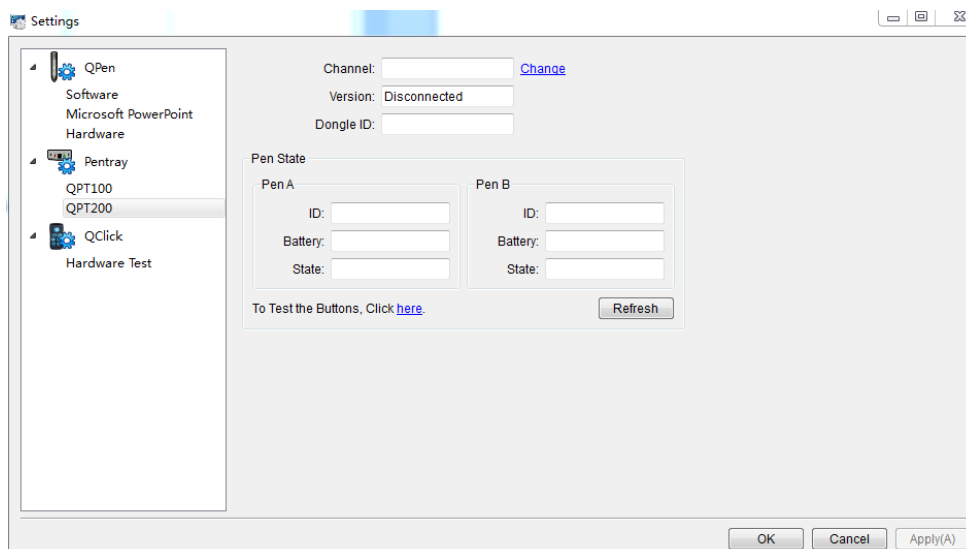 Settings
QPen
Software
Microsoft PowerPoint
Hardware
Pentray
QPT100
QPT200
QClick
Hardware Test
Channel: Change
Version: Disconnected
Dongle ID:
Pen State
Pen A
ID:
Battery:
State:
Pen B
ID:
Battery:
State:
To Test the Buttons, Click here.
Refresh
OK Cancel Apply(A)